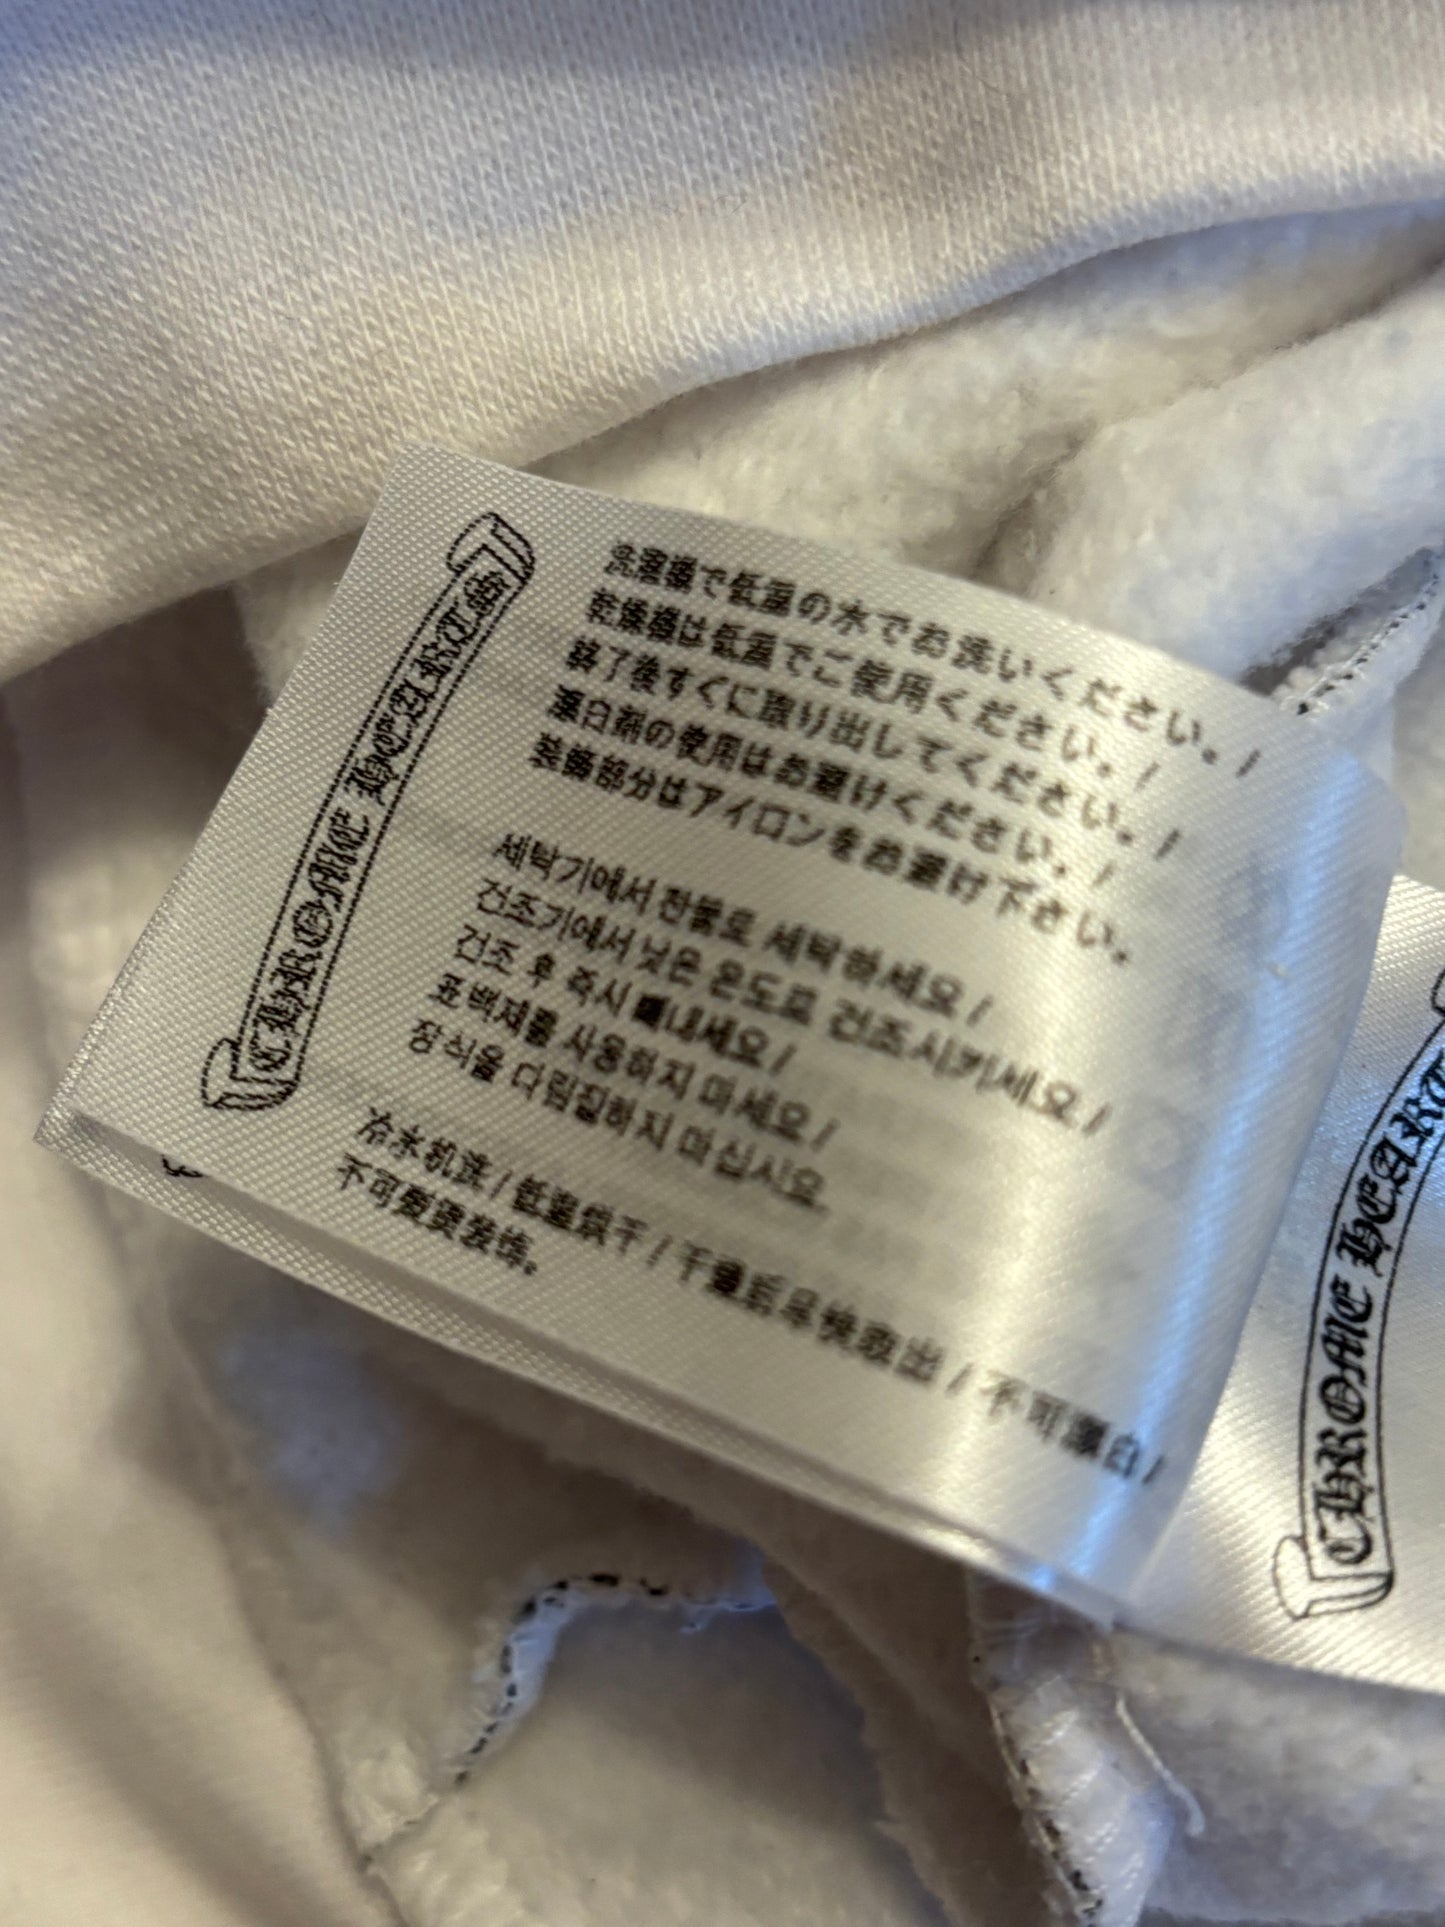 CHROME HEARTS
洗濯機で低温の水でお洗いください。/
乾燥機は低温でご使用ください。/
終了後すぐに取り出してください。/
漂白剤の使用はお避けください。/
装飾部分はアイロンをお避け下さい。
세탁기에서 찬물로 세탁하세요 /
건조기에서 낮은 온도로 건조시키세요 /
건조 후 즉시 빼내세요 /
표백제를 사용하지 마세요 /
장식을 다림질하지 마십시요
冷水机洗 / 低温烘干 / 干燥后尽快取出 / 不可漂白 /
不可熨烫装饰。
CHROME HEART